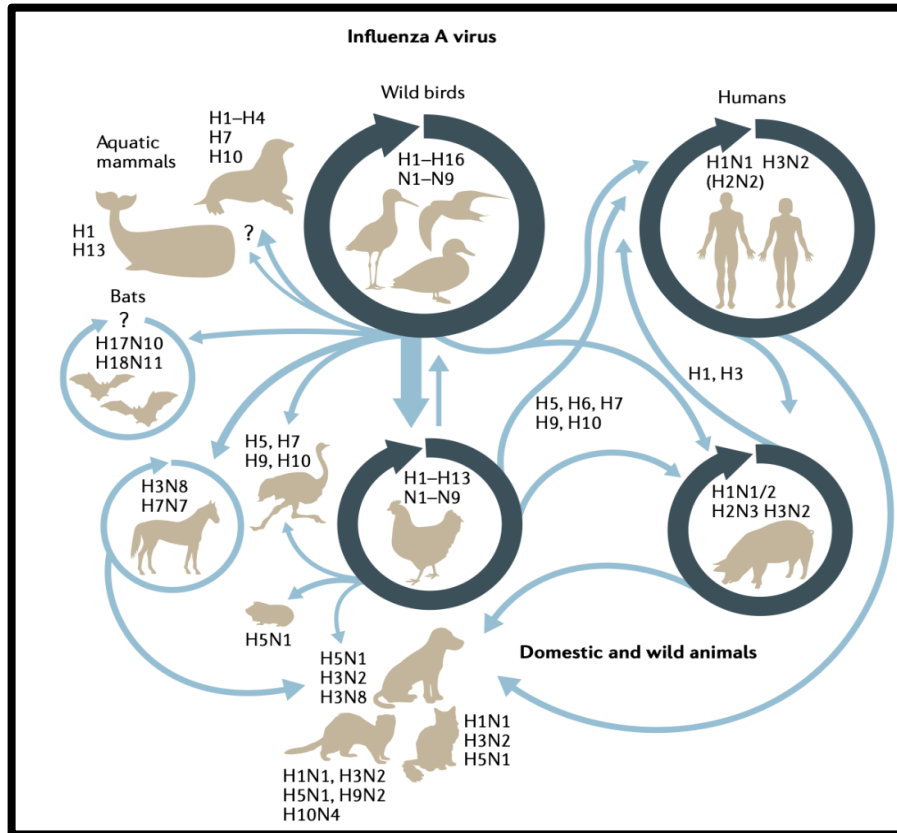 Influenza A virus
Wild birds
Humans
Aquatic
mammals
H1–H4
H7
H10
H1–H16
N1–N9
H1N1 H3N2
(H2N2)
H1
H13
?
Bats
?
H17N10
H18N11
H1, H3
H5, H6, H7
H9, H10
H5, H7
H9, H10
H3N8
H7N7
H1–H13
N1–N9
H1N1/2
H2N3 H3N2
H5N1
H5N1
H3N2
H3N8
Domestic and wild animals
H1N1
H3N2
H5N1
H1N1, H3N2
H5N1, H9N2
H10N4